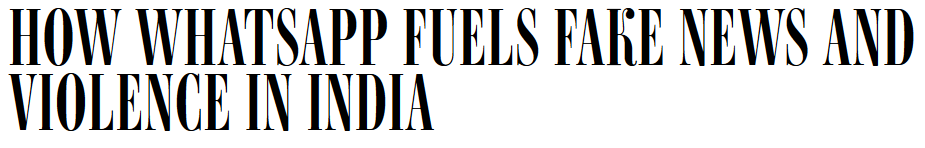 HOW WHATSAPP FUELS FAKE NEWS AND
VIOLENCE IN INDIA